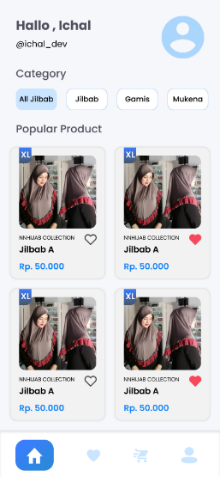 Hallo , Ichal
@ichal_dev
Category
All Jilbab
Jilbab
Gamis
Mukena
Popular Product
XL
XL
NNHIJAB COLLECTION
NNHIJAB COLLECTION
Jilbab A
Jilbab A
Rp. 50.000
Rp. 50.000
XL
XL
NNHIJAB COLLECTION
NNHIJAB COLLECTION
Jilbab A
Jilbab A
Rp. 50.000
Rp. 50.000